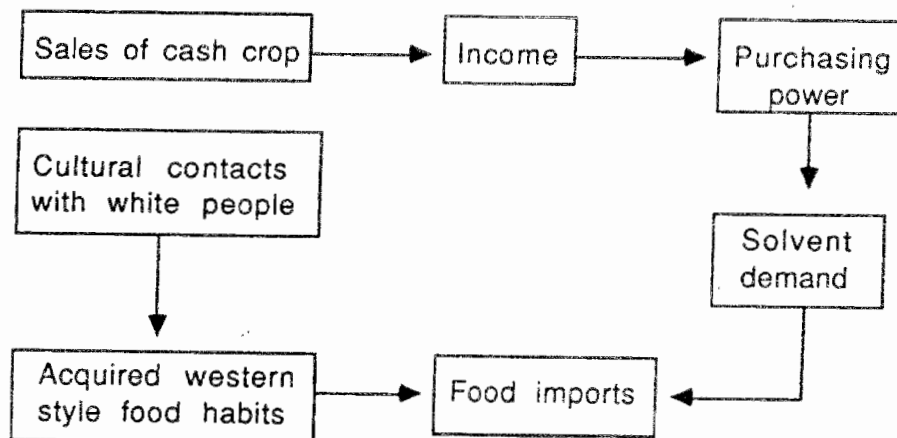 Sales of cash crop
Income
Purchasing
power
Cultural contacts
with white people
Solvent
demand
Acquired western
style food habits
Food imports